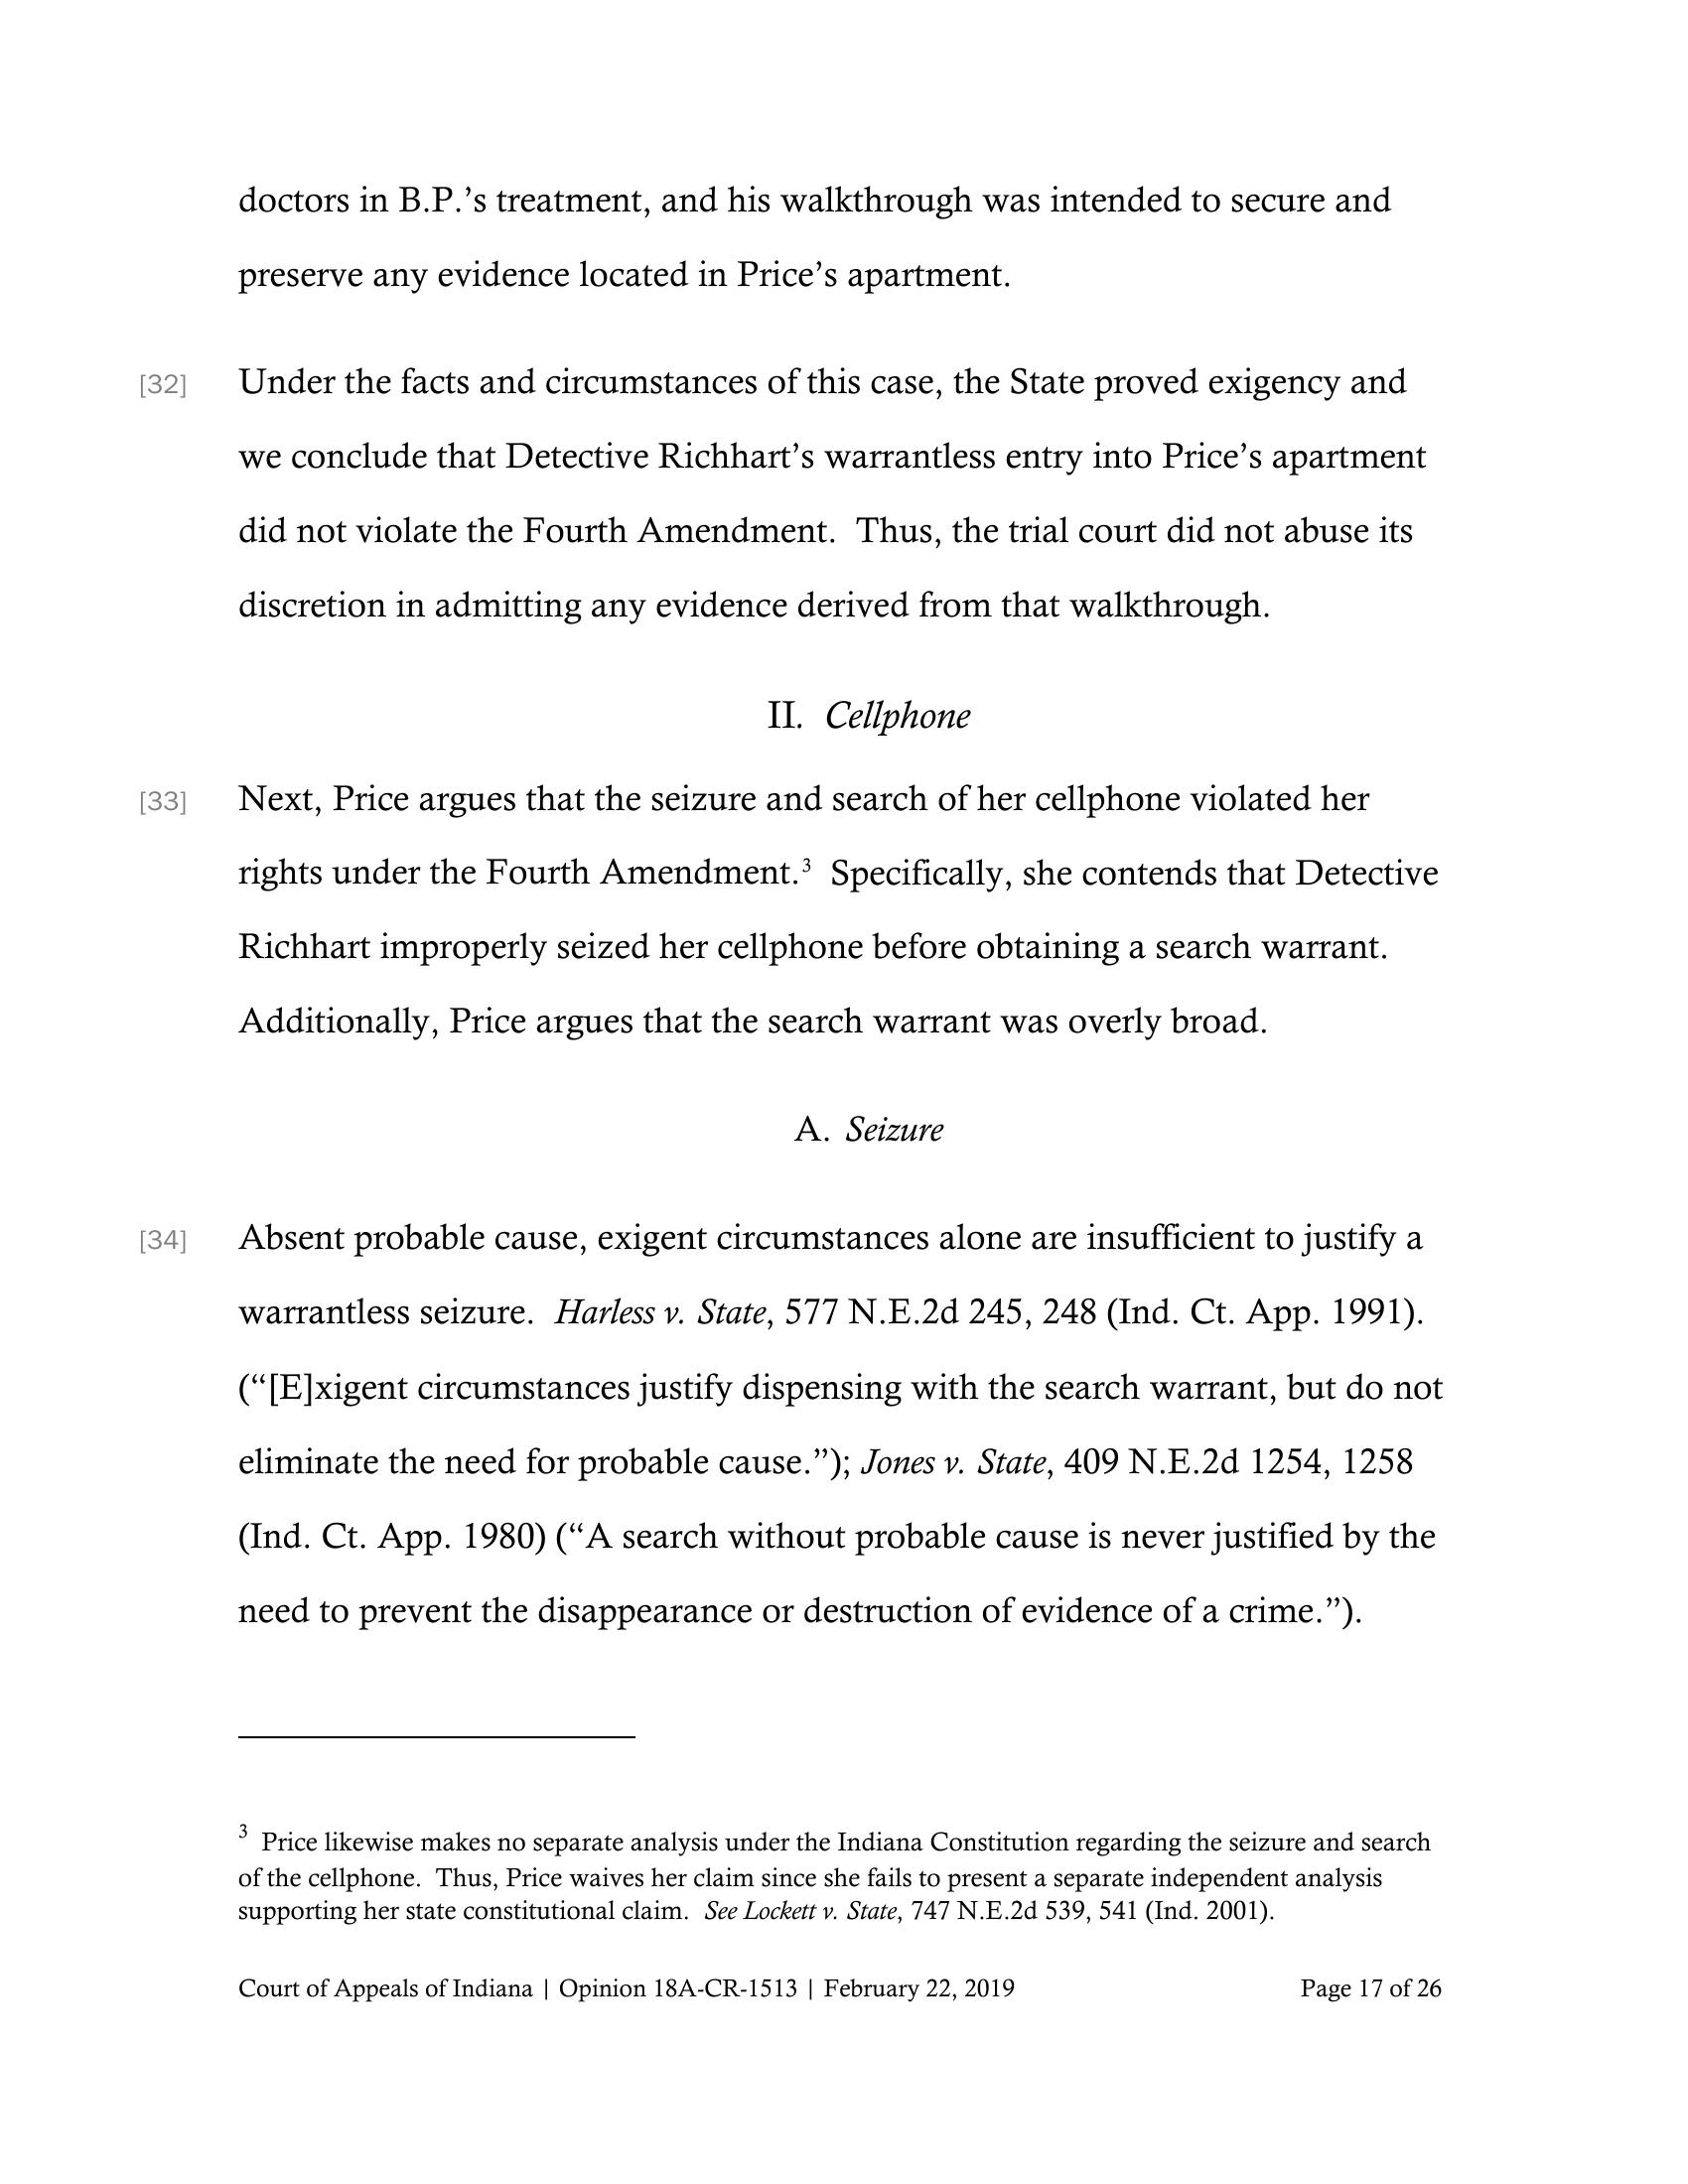 doctors in B.P.’s treatment, and his walkthrough was intended to secure and
preserve any evidence located in Price’s apartment.
[32] Under the facts and circumstances of this case, the State proved exigency and
we conclude that Detective Richhart’s warrantless entry into Price’s apartment
did not violate the Fourth Amendment.  Thus, the trial court did not abuse its
discretion in admitting any evidence derived from that walkthrough.
II.  Cellphone
[33] Next, Price argues that the seizure and search of her cellphone violated her
rights under the Fourth Amendment.3  Specifically, she contends that Detective
Richhart improperly seized her cellphone before obtaining a search warrant.
Additionally, Price argues that the search warrant was overly broad.
A.  Seizure
[34] Absent probable cause, exigent circumstances alone are insufficient to justify a
warrantless seizure.  Harless v. State, 577 N.E.2d 245, 248 (Ind. Ct. App. 1991).
(“[E]xigent circumstances justify dispensing with the search warrant, but do not
eliminate the need for probable cause.”); Jones v. State, 409 N.E.2d 1254, 1258
(Ind. Ct. App. 1980) (“A search without probable cause is never justified by the
need to prevent the disappearance or destruction of evidence of a crime.”).
3  Price likewise makes no separate analysis under the Indiana Constitution regarding the seizure and search
of the cellphone.  Thus, Price waives her claim since she fails to present a separate independent analysis
supporting her state constitutional claim.  See Lockett v. State, 747 N.E.2d 539, 541 (Ind. 2001).
Court of Appeals of Indiana | Opinion 18A-CR-1513 | February 22, 2019 Page 17 of 26